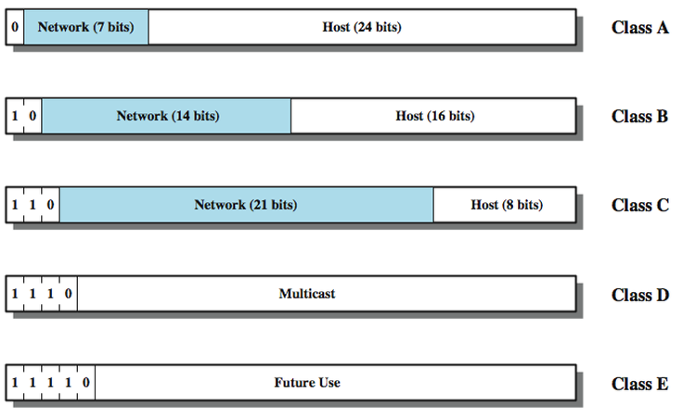 0 Network (7 bits) Host (24 bits) Class A
1 0 Network (14 bits) Host (16 bits) Class B
1 1 0 Network (21 bits) Host (8 bits) Class C
1 1 1 0 Multicast Class D
1 1 1 1 0 Future Use Class E